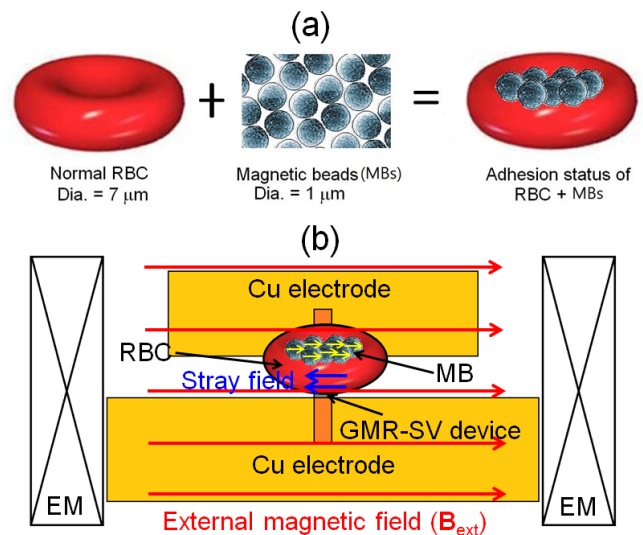 (a)
+
=
Normal RBC
Dia. = 7 μm
Magnetic beads (MBs)
Dia. = 1 μm
Adhesion status of
RBC + MBs
(b)
Cu electrode
RBC
MB
Stray field
GMR-SV device
Cu electrode
EM
EM
External magnetic field (Bext)